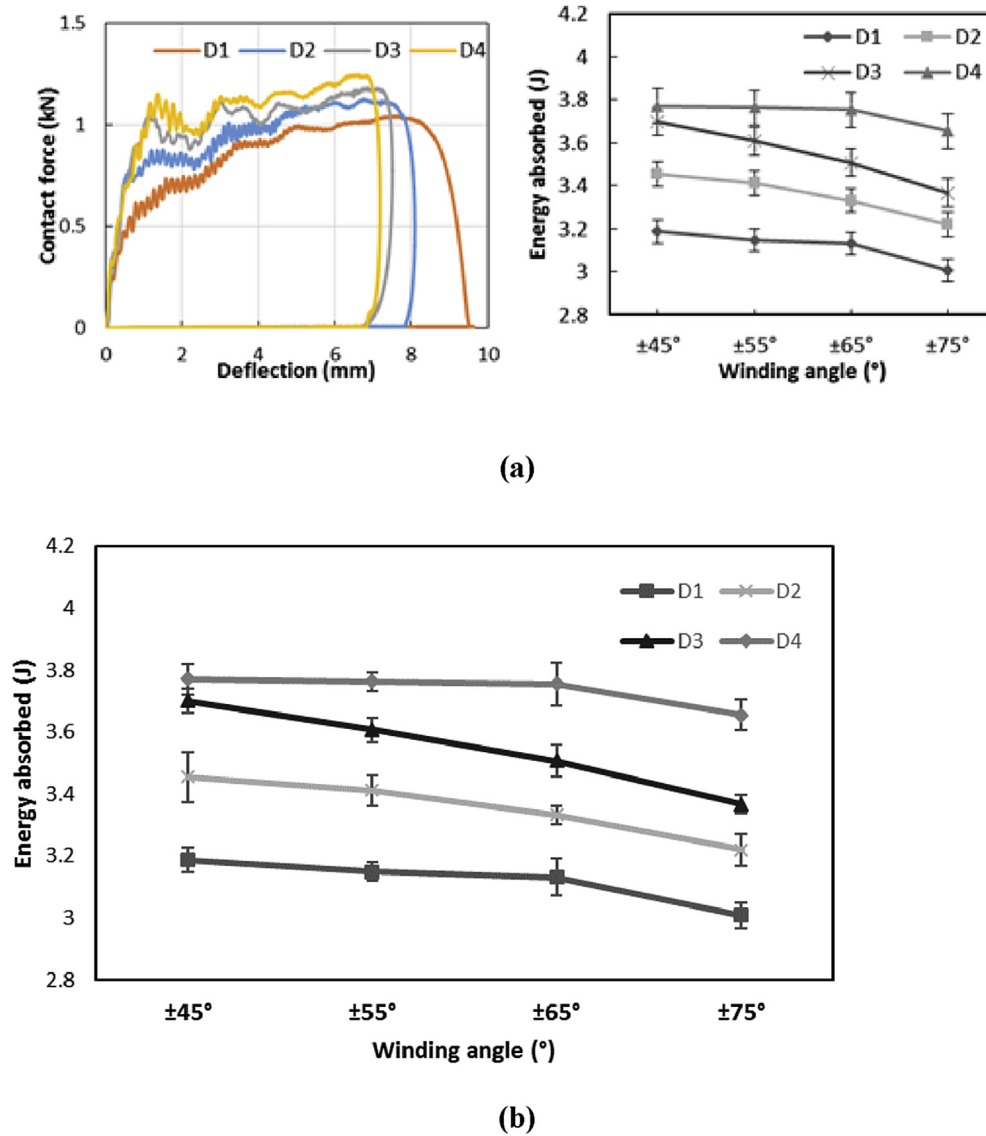 1.5
D1 D2 D3 D4
1
0.5
0
Contact force (kN)
0 2 4 6 8 10
Deflection (mm)
4.2
4
3.8
3.6
3.4
3.2
3
2.8
Energy absorbed (J)
D1 D2
D3 D4
±45° ±55° ±65° ±75°
Winding angle (°)
(a)
4.2
4
3.8
3.6
3.4
3.2
3
2.8
Energy absorbed (J)
D1 D2
D3 D4
±45° ±55° ±65° ±75°
Winding angle (°)
(b)